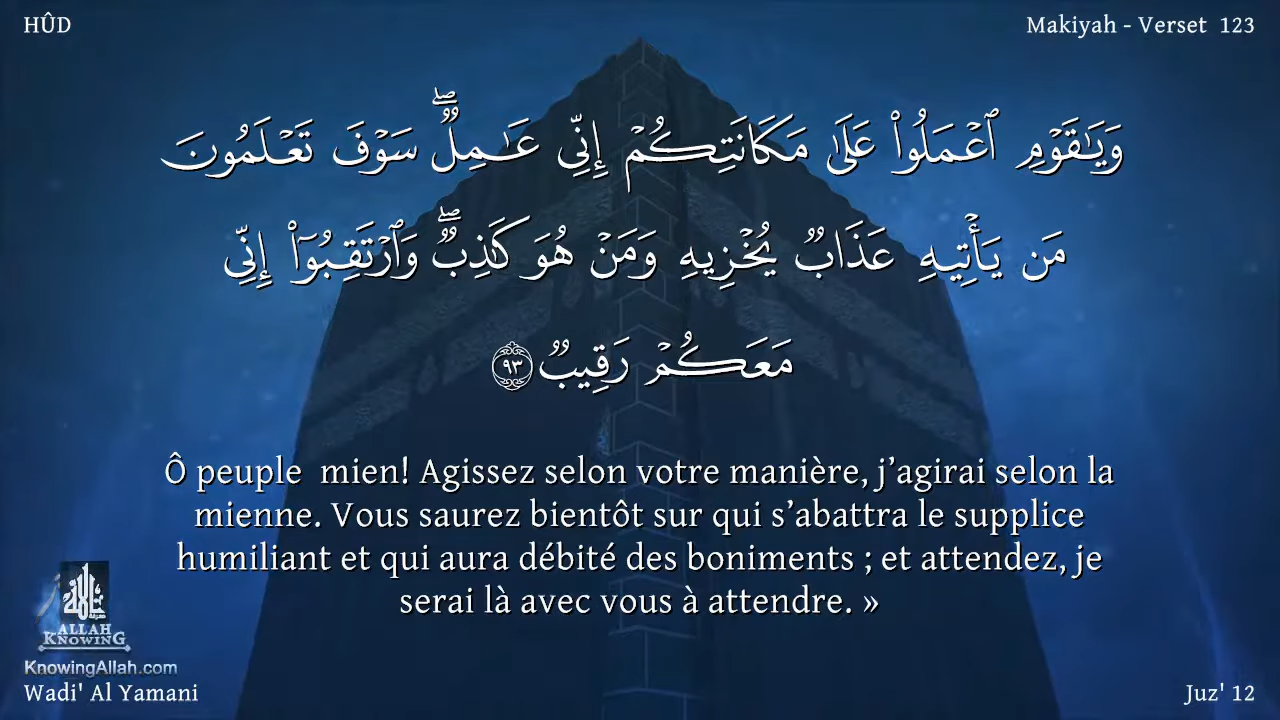 HÛD
Makiyah - Verset 123
وَيَـٰقَوْمِ ٱعْمَلُوا۟ عَلَىٰ مَكَانَتِكُمْ إِنِّى عَـٰمِلٌۭ ۖ سَوْفَ تَعْلَمُونَ
مَن يَأْتِيهِ عَذَابٌۭ يُخْزِيهِ وَمَنْ هُوَ كَـٰذِبٌۭ ۖ وَٱرْتَقِبُوٓا۟ إِنِّى
مَعَكُمْ رَقِيبٌۭ ٩٣
Ô peuple mien! Agissez selon votre manière, j’agirai selon la
mienne. Vous saurez bientôt sur qui s’abattra le supplice
humiliant et qui aura débité des boniments ; et attendez, je
serai là avec vous à attendre. »
ALLAH
KNOWING
KnowingAllah.com
Wadi' Al Yamani
Juz' 12